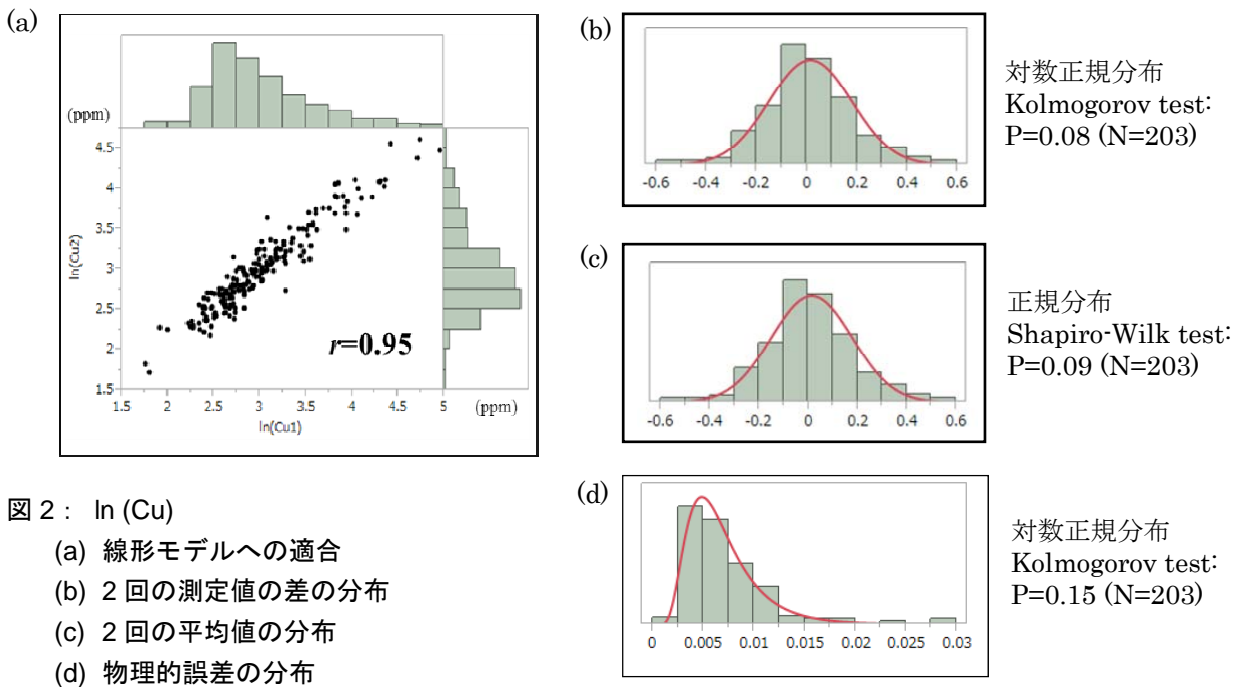 (a)
(ppm)
4.5
4
3.5
3
2.5
2
1.5
ln(Cu2)
r=0.95
1.5 2 2.5 3 3.5 4 4.5 5 (ppm)
ln(Cu1)
図 2： ln (Cu)
(a) 線形モデルへの適合
(b) 2 回の測定値の差の分布
(c) 2 回の平均値の分布
(d) 物理的誤差の分布
(b)
-0.6 -0.4 -0.2 0 0.2 0.4 0.6
対数正規分布
Kolmogorov test:
P=0.08 (N=203)
(c)
-0.6 -0.4 -0.2 0 0.2 0.4 0.6
正規分布
Shapiro-Wilk test:
P=0.09 (N=203)
(d)
0 0.005 0.01 0.015 0.02 0.025 0.03
対数正規分布
Kolmogorov test:
P=0.15 (N=203)